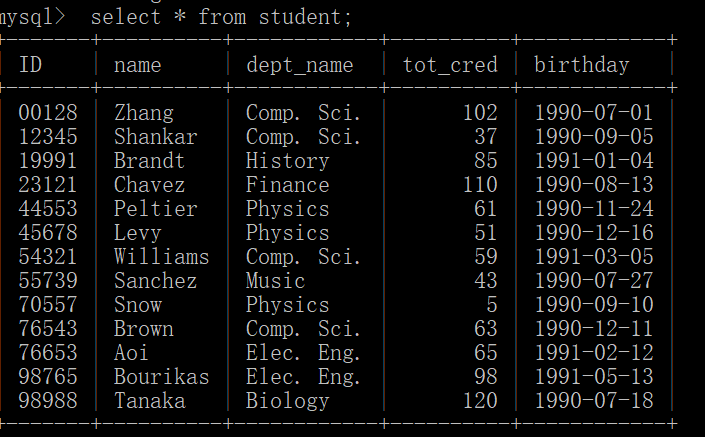 mysql> select * from student;
ID name dept_name tot_cred birthday
00128 Zhang Comp. Sci. 102 1990-07-01
12345 Shankar Comp. Sci. 37 1990-09-05
19991 Brandt History 85 1991-01-04
23121 Chavez Finance 110 1990-08-13
44553 Peltier Physics 61 1990-11-24
45678 Levy Physics 51 1990-12-16
54321 Williams Comp. Sci. 59 1991-03-05
55739 Sanchez Music 43 1990-07-27
70557 Snow Physics 5 1990-09-10
76543 Brown Comp. Sci. 63 1990-12-11
76653 Aoi Elec. Eng. 65 1991-02-12
98765 Bourikas Elec. Eng. 98 1991-05-13
98988 Tanaka Biology 120 1990-07-18